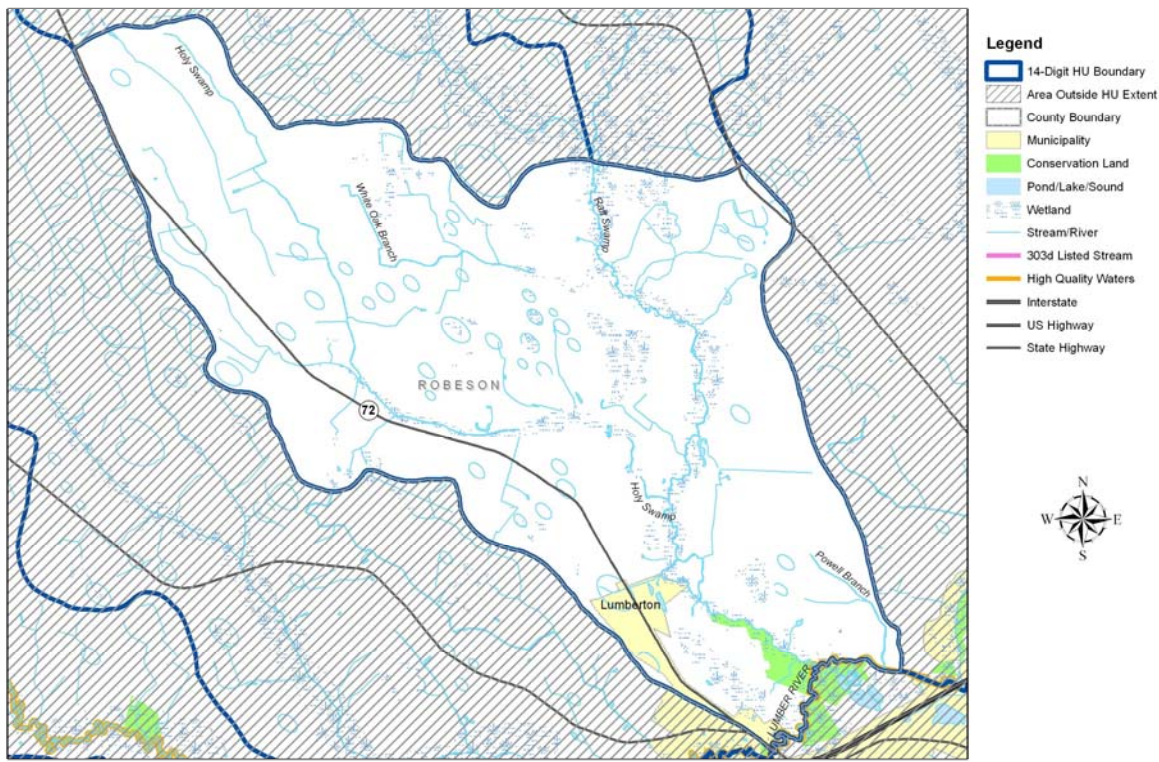 Holy Swamp
White Oak Branch
Raft Swamp
ROBESON
72
Holy Swamp
Powell Branch
Lumberton
LUMBER RIVER
Legend
14-Digit HU Boundary
Area Outside HU Extent
County Boundary
Municipality
Conservation Land
Pond/Lake/Sound
Wetland
Stream/River
303d Listed Stream
High Quality Waters
Interstate
US Highway
State Highway
N
W E
S